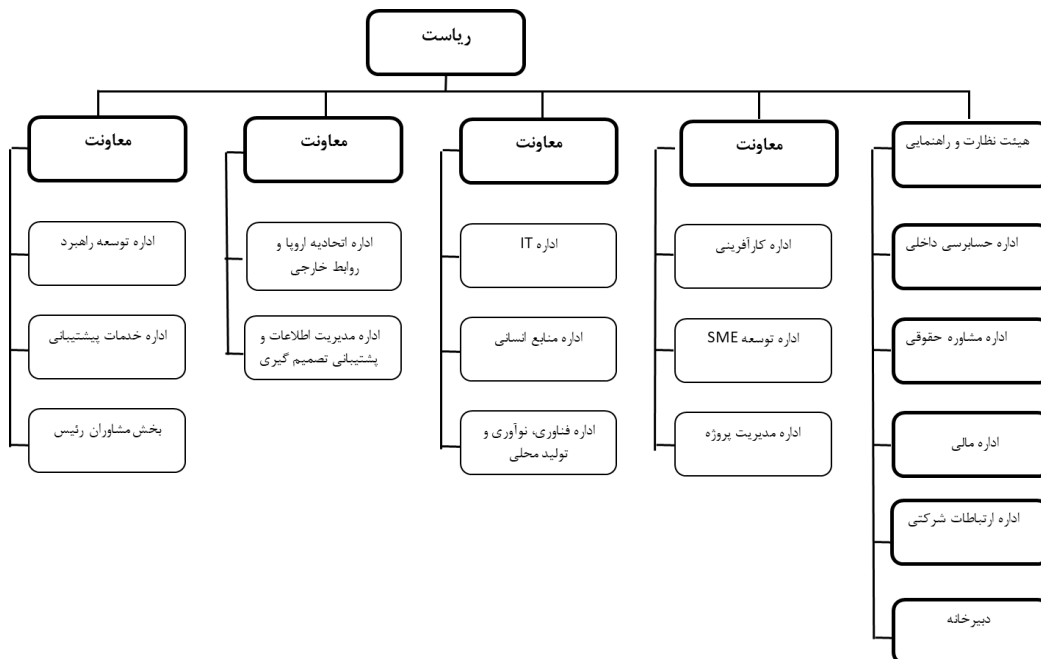 ریاست
هیئت نظارت و راهنمایی
معاونت
معاونت
معاونت
معاونت
اداره حسابرسی داخلی
اداره کارآفرینی
اداره IT
اداره اتحادیه اروپا و
روابط خارجی
اداره توسعه راهبرد
اداره مشاوره حقوقی
اداره توسعه SME
اداره منابع انسانی
اداره مدیریت اطلاعات و
پشتیبانی تصمیم گیری
اداره خدمات پیشتیبانی
اداره مالی
اداره مدیریت پروژه
اداره فناوری، نوآوری و
تولید محلی
بخش مشاوران رئیس
اداره ارتباطات شرکتی
دبیرخانه